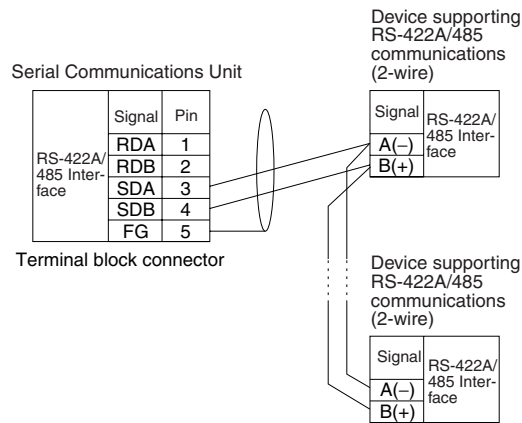 Serial Communications Unit
RS-422A/
485 Inter-
face
Signal Pin
RDA 1
RDB 2
SDA 3
SDB 4
FG 5
Terminal block connector
Device supporting
RS-422A/485
communications
(2-wire)
Signal
A(−)
B(+)
RS-422A/
485 Inter-
face
Device supporting
RS-422A/485
communications
(2-wire)
Signal
A(−)
B(+)
RS-422A/
485 Inter-
face